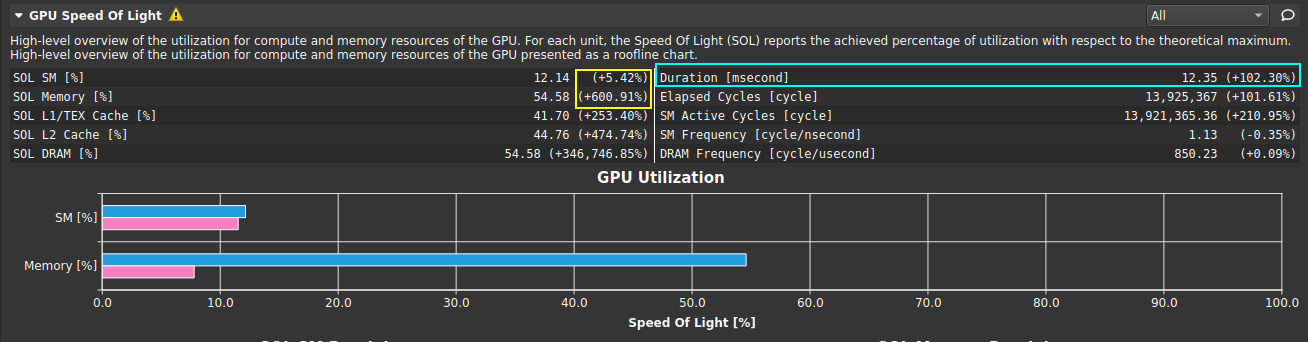 GPU Speed Of Light
All
High-level overview of the utilization for compute and memory resources of the GPU. For each unit, the Speed Of Light (SOL) reports the achieved percentage of utilization with respect to the theoretical maximum.
High-level overview of the utilization for compute and memory resources of the GPU presented as a roofline chart.
SOL SM [%] 12.14 (+5.42%) Duration [msecond] 12.35 (+102.30%)
SOL Memory [%] 54.58 (+600.91%) Elapsed Cycles [cycle] 13,925,367 (+101.61%)
SOL L1/TEX Cache [%] 41.70 (+253.40%) SM Active Cycles [cycle] 13,921,365.36 (+210.95%)
SOL L2 Cache [%] 44.76 (+474.74%) SM Frequency [cycle/nsecond] 1.13 (-0.35%)
SOL DRAM [%] 54.58 (+346,746.85%) DRAM Frequency [cycle/usecond] 850.23 (+0.09%)
GPU Utilization
SM [%]
Memory [%]
0.0 10.0 20.0 30.0 40.0 50.0 60.0 70.0 80.0 90.0 100.0
Speed Of Light [%]